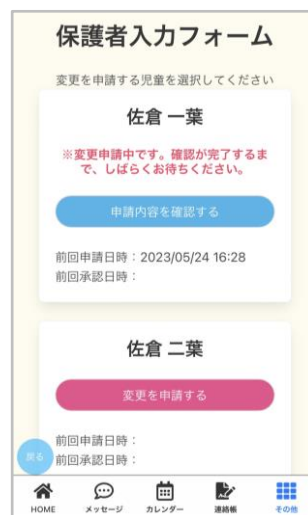 保護者入力フォーム
変更を申請する児童を選択してください
佐倉 一葉
※変更申請中です。確認が完了するま
で、しばらくお待ちください。
申請内容を確認する
前回申請日時：2023/05/24 16:28
前回承認日時：
佐倉 二葉
変更を申請する
前回申請日時：
前回承認日時：
戻る
HOME メッセージ カレンダー 連絡帳 その他